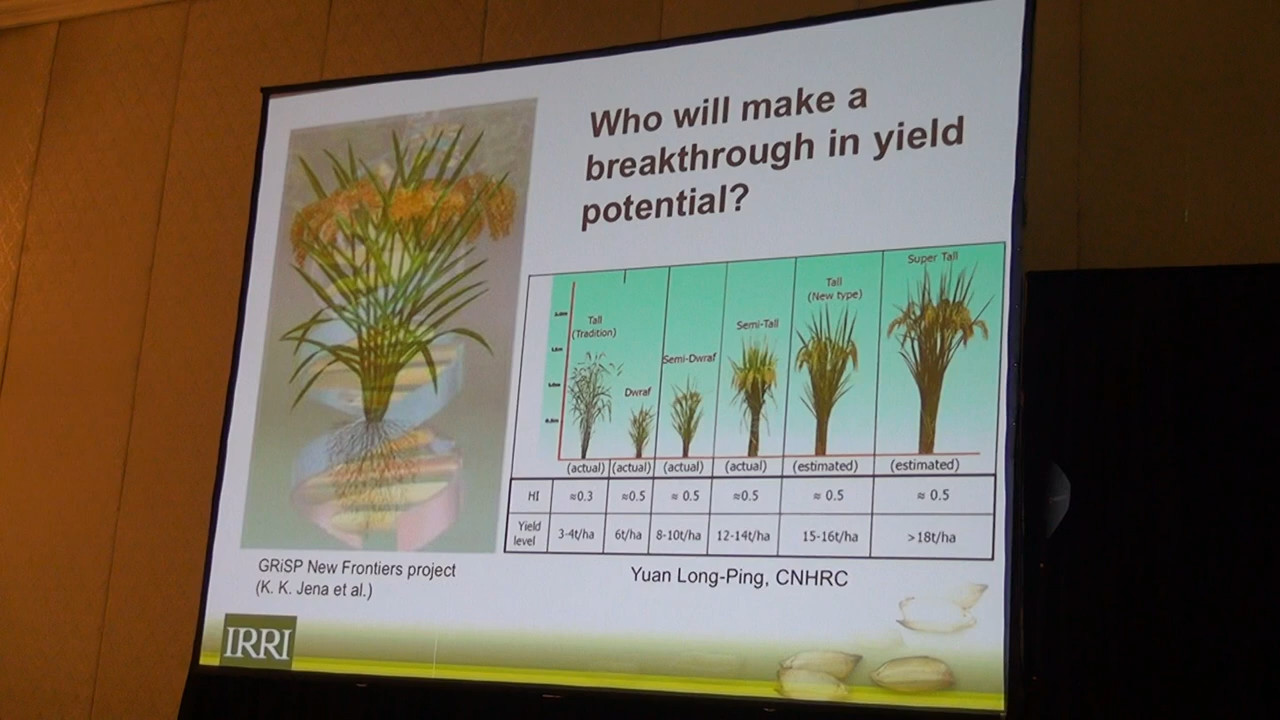 Who will make a
breakthrough in yield
potential?
Super Tall
Tall
(New type)
Semi-Tall
Tall
(Tradition)
Semi-Dwraf
Dwraf
(actual) (actual) (actual) (actual) (estimated) (estimated)
HI ≈0.3 ≈0.5 ≈ 0.5 ≈0.5 ≈ 0.5 ≈ 0.5
Yield
level 3-4t/ha 6t/ha 8-10t/ha 12-14t/ha 15-16t/ha >18t/ha
GRiSP New Frontiers project
(K. K. Jena et al.)
Yuan Long-Ping, CNHRC
IRRI